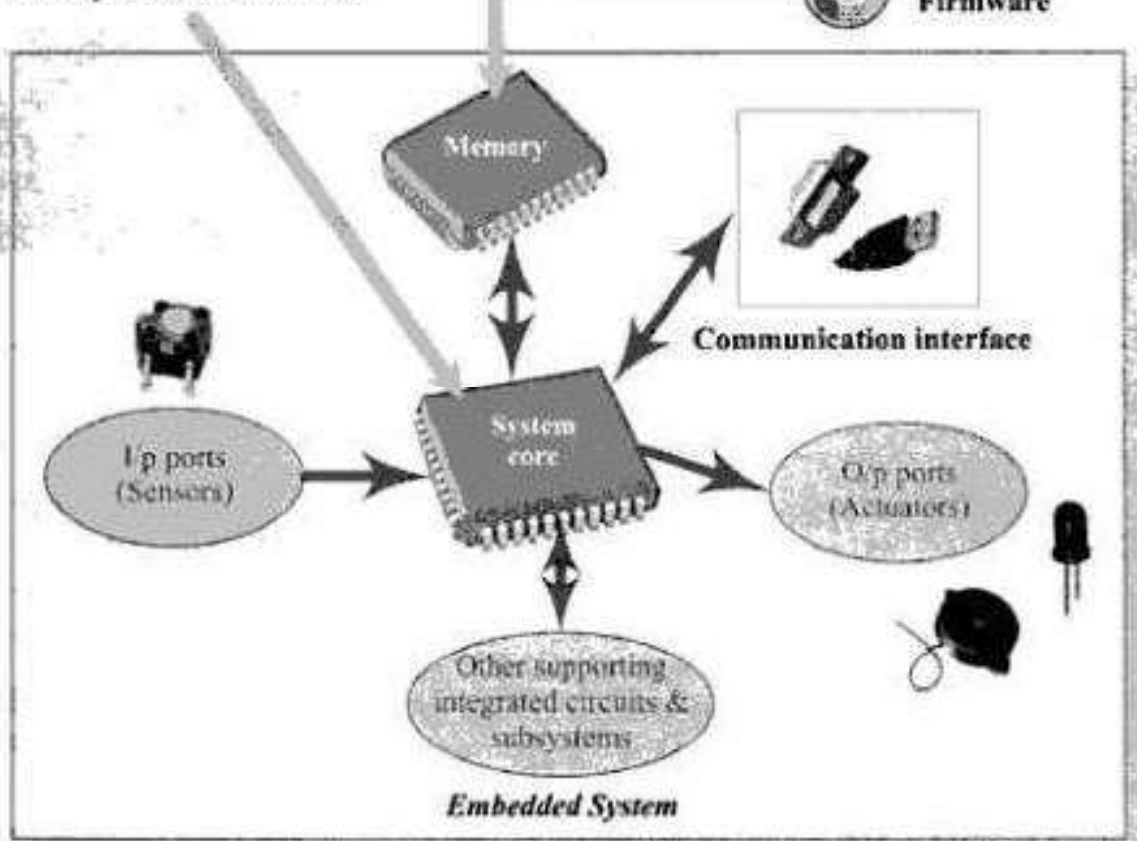 Firmware
Memory
Communication interface
System
core
I/p ports
(Sensors)
O/p ports
(Actuators)
Other supporting
integrated circuits &
subsystems
Embedded System